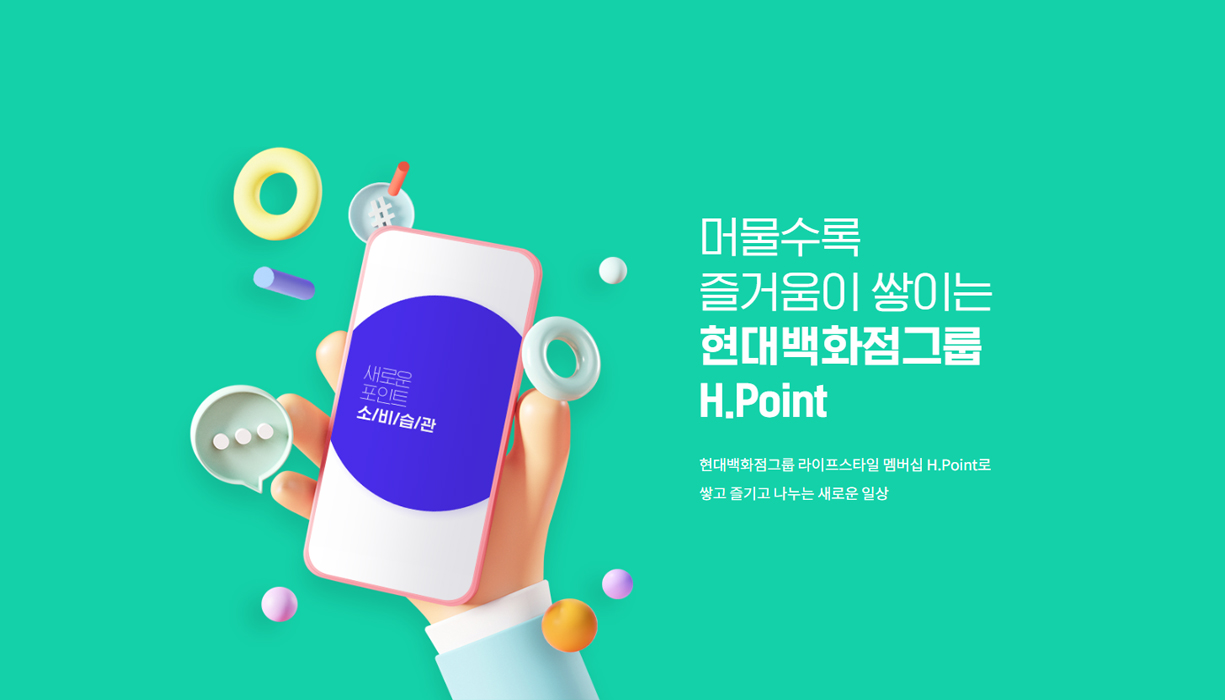 #
새로운
포인트
소/비/습/관
머물수록
즐거움이 쌓이는
현대백화점그룹
H.Point
현대백화점그룹 라이프스타일 멤버십 H.Point로
쌓고 즐기고 나누는 새로운 일상